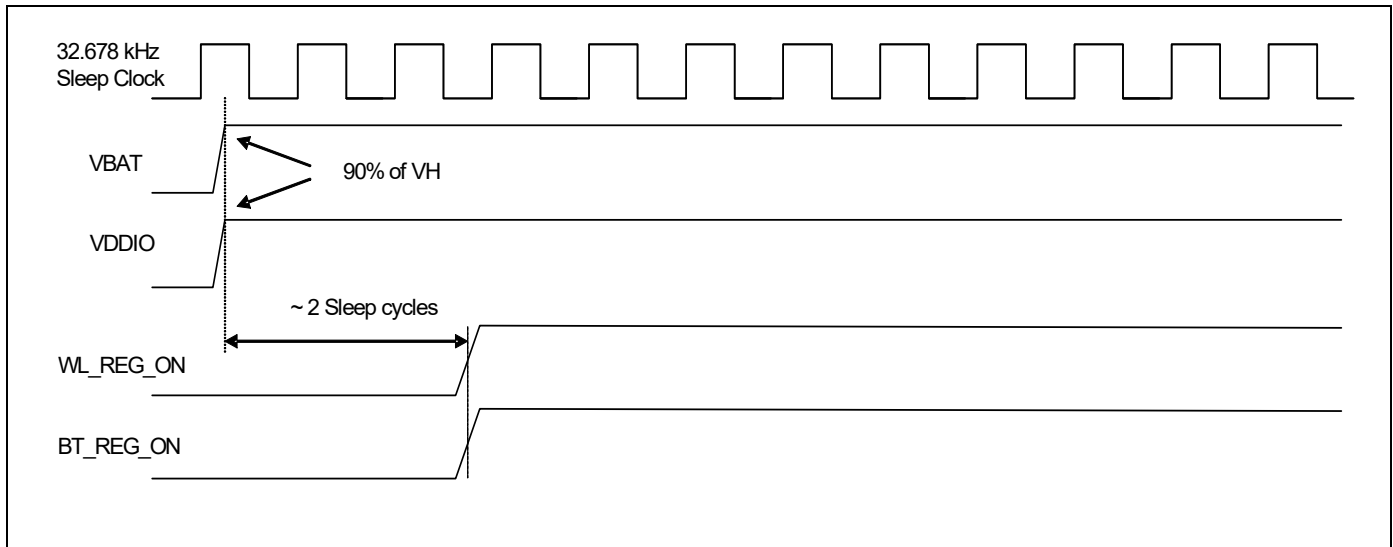 32.678 kHz
Sleep Clock
VBAT
90% of VH
VDDIO
~ 2 Sleep cycles
WL_REG_ON
BT_REG_ON